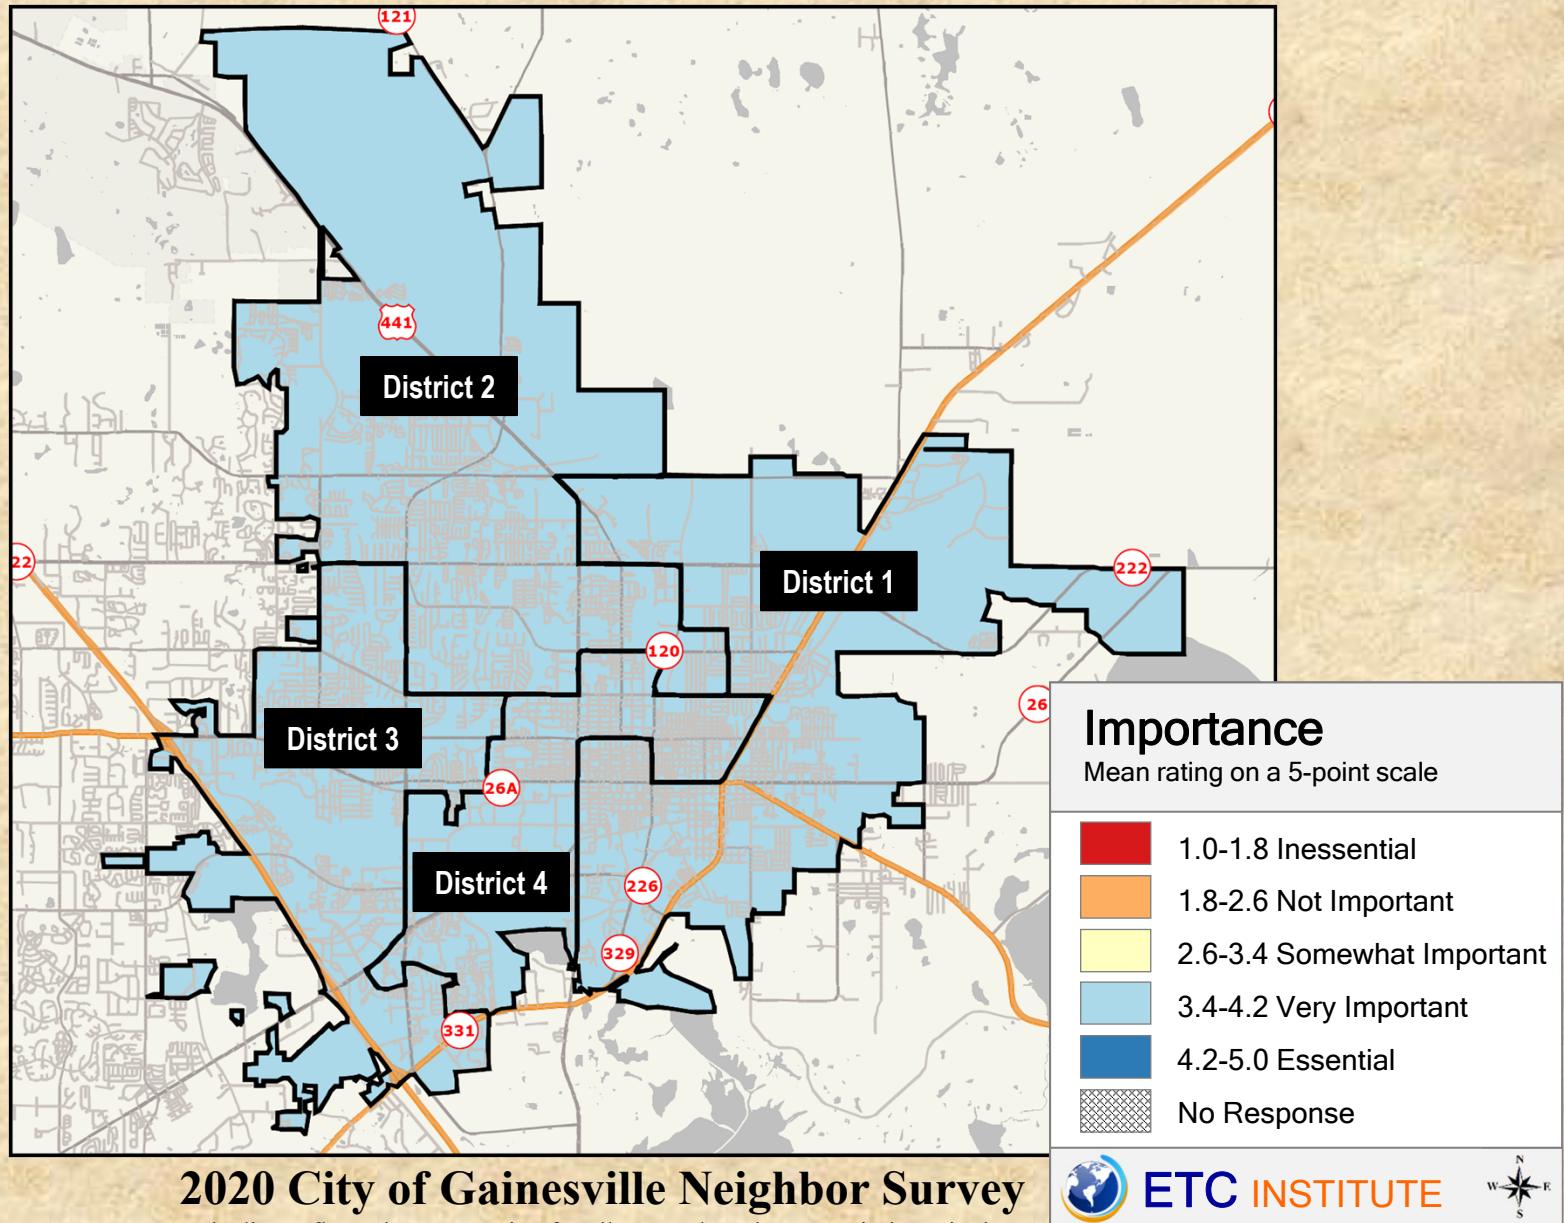 121
441
District 2
District 1
222
22
120
26
District 3
26A
District 4
226
329
331
Importance
Mean rating on a 5-point scale
1.0-1.8 Inessential
1.8-2.6 Not Important
2.6-3.4 Somewhat Important
3.4-4.2 Very Important
4.2-5.0 Essential
No Response
ETC INSTITUTE
N
W E
S
2020 City of Gainesville Neighbor Survey